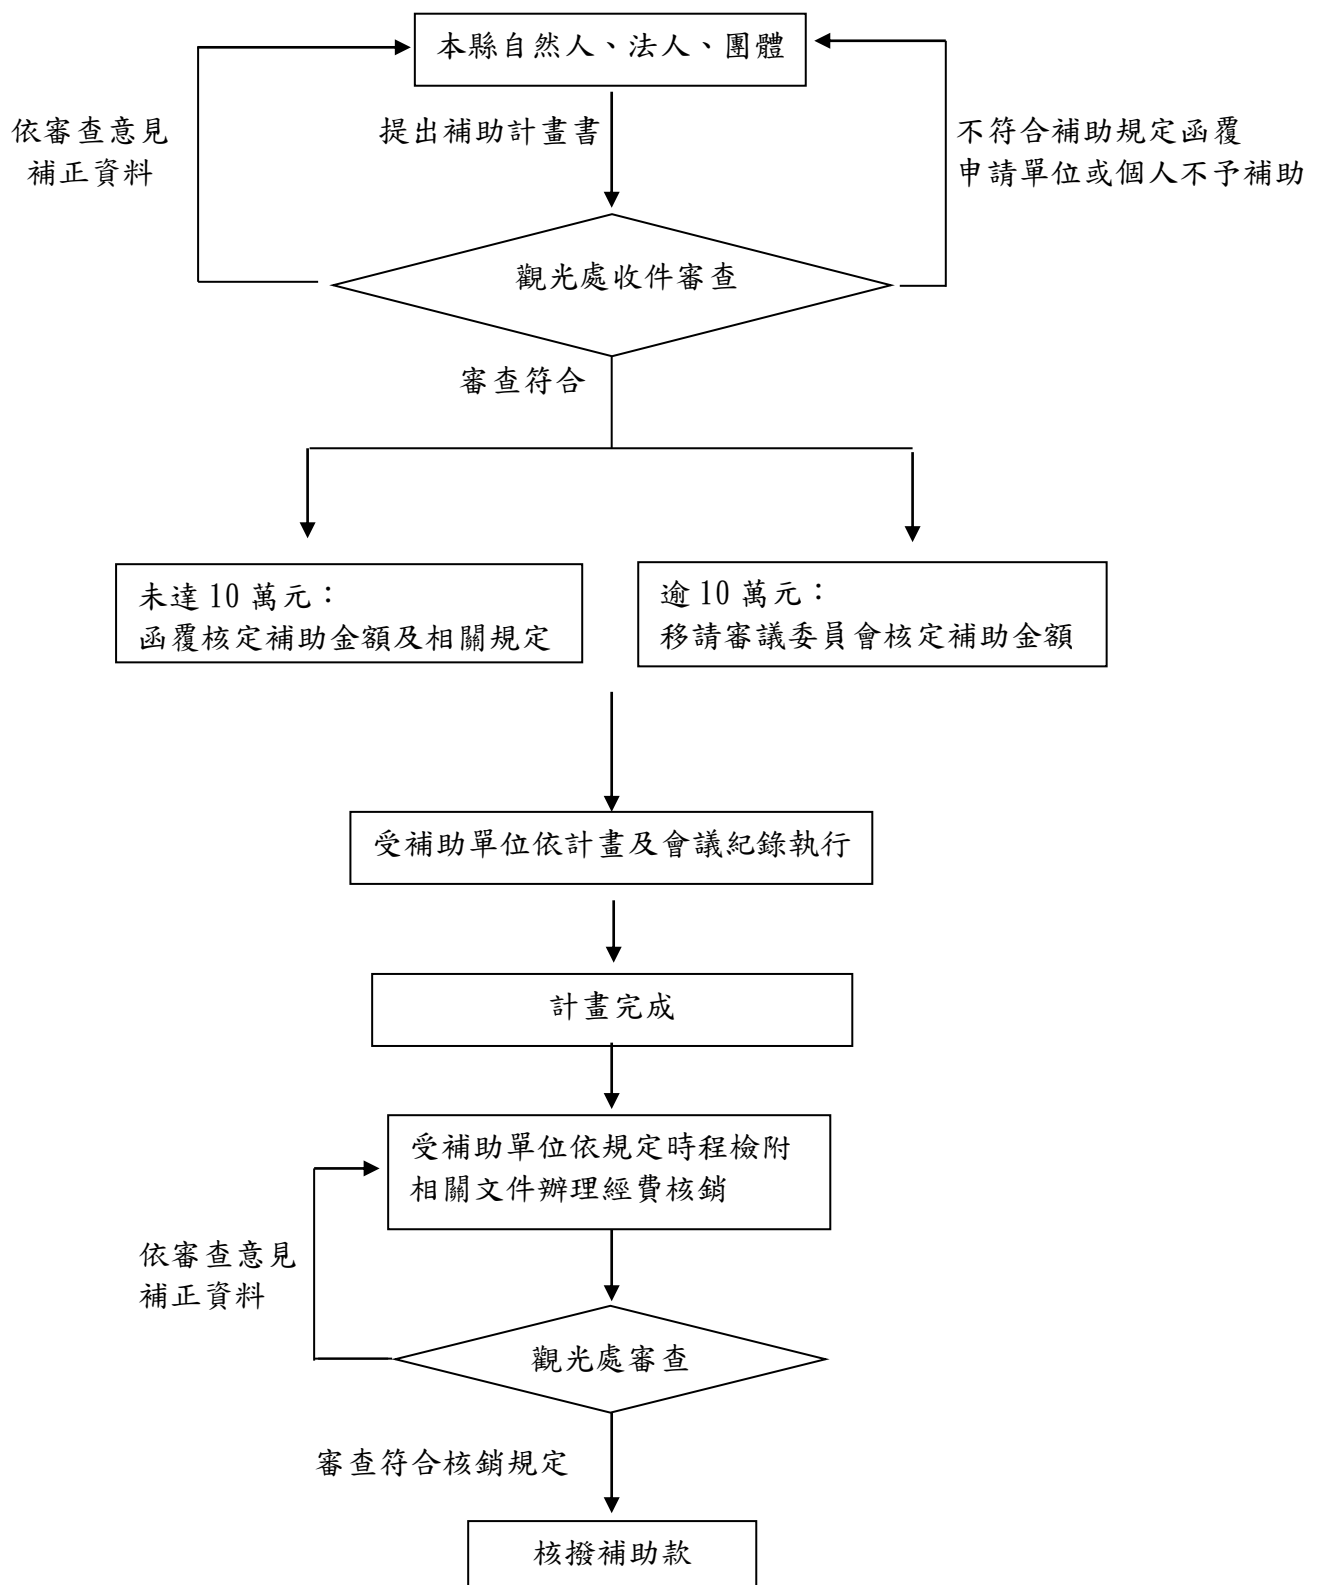 本縣自然人、法人、團體
依審查意見
補正資料
提出補助計畫書
不符合補助規定函覆
申請單位或個人不予補助
觀光處收件審查
審查符合
未達10萬元：
函覆核定補助金額及相關規定
逾10萬元：
移請審議委員會核定補助金額
受補助單位依計畫及會議紀錄執行
計畫完成
受補助單位依規定時程檢附
相關文件辦理經費核銷
依審查意見
補正資料
觀光處審查
審查符合核銷規定
核撥補助款